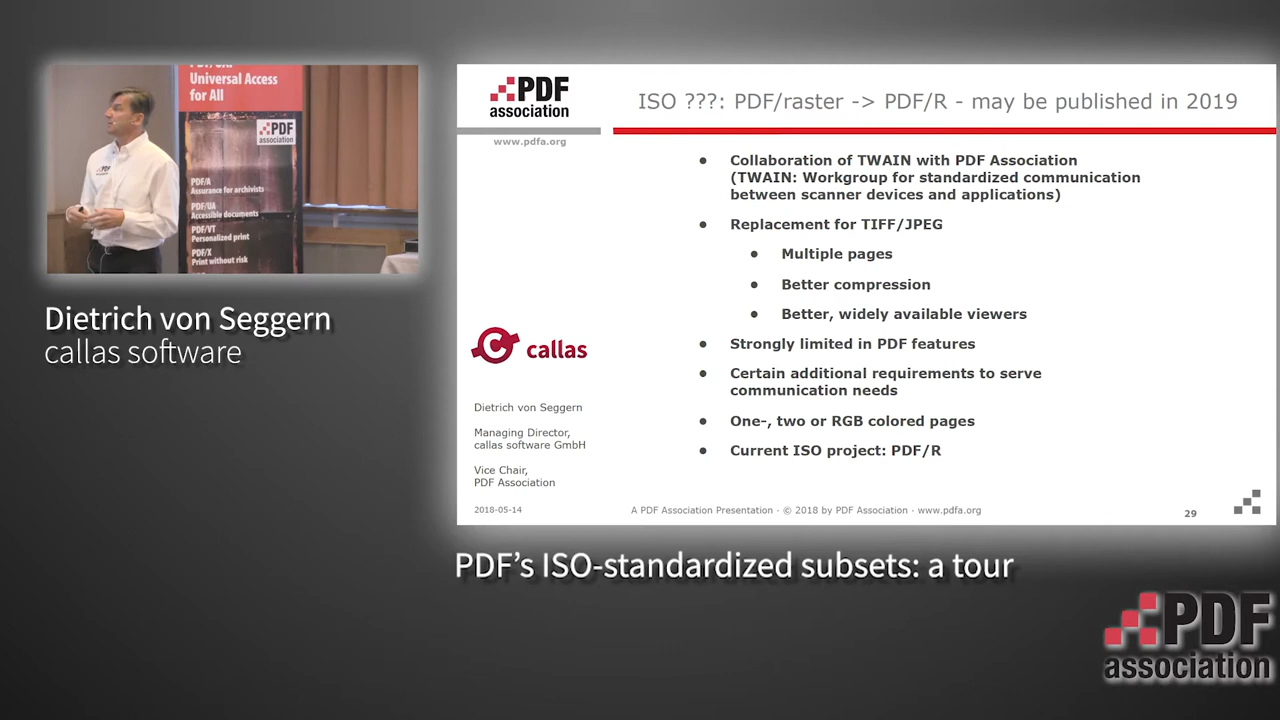 PDF/UA:
Universal Access
for All
PDF
association
PDF/A
Assurance for archivists
PDF/UA
Accessible documents
PDF/VT
Personalized print
PDF/X
Print without risk
Dietrich von Seggern
callas software
PDF
association
www.pdfa.org
ISO ???: PDF/raster -> PDF/R - may be published in 2019
• Collaboration of TWAIN with PDF Association
(TWAIN: Workgroup for standardized communication
between scanner devices and applications)
• Replacement for TIFF/JPEG
• Multiple pages
• Better compression
• Better, widely available viewers
• Strongly limited in PDF features
• Certain additional requirements to serve
communication needs
• One-, two or RGB colored pages
• Current ISO project: PDF/R
callas
Dietrich von Seggern
Managing Director,
callas software GmbH
Vice Chair,
PDF Association
2018-05-14
A PDF Association Presentation · © 2018 by PDF Association · www.pdfa.org
29
PDF’s ISO-standardized subsets: a tour
PDF
association